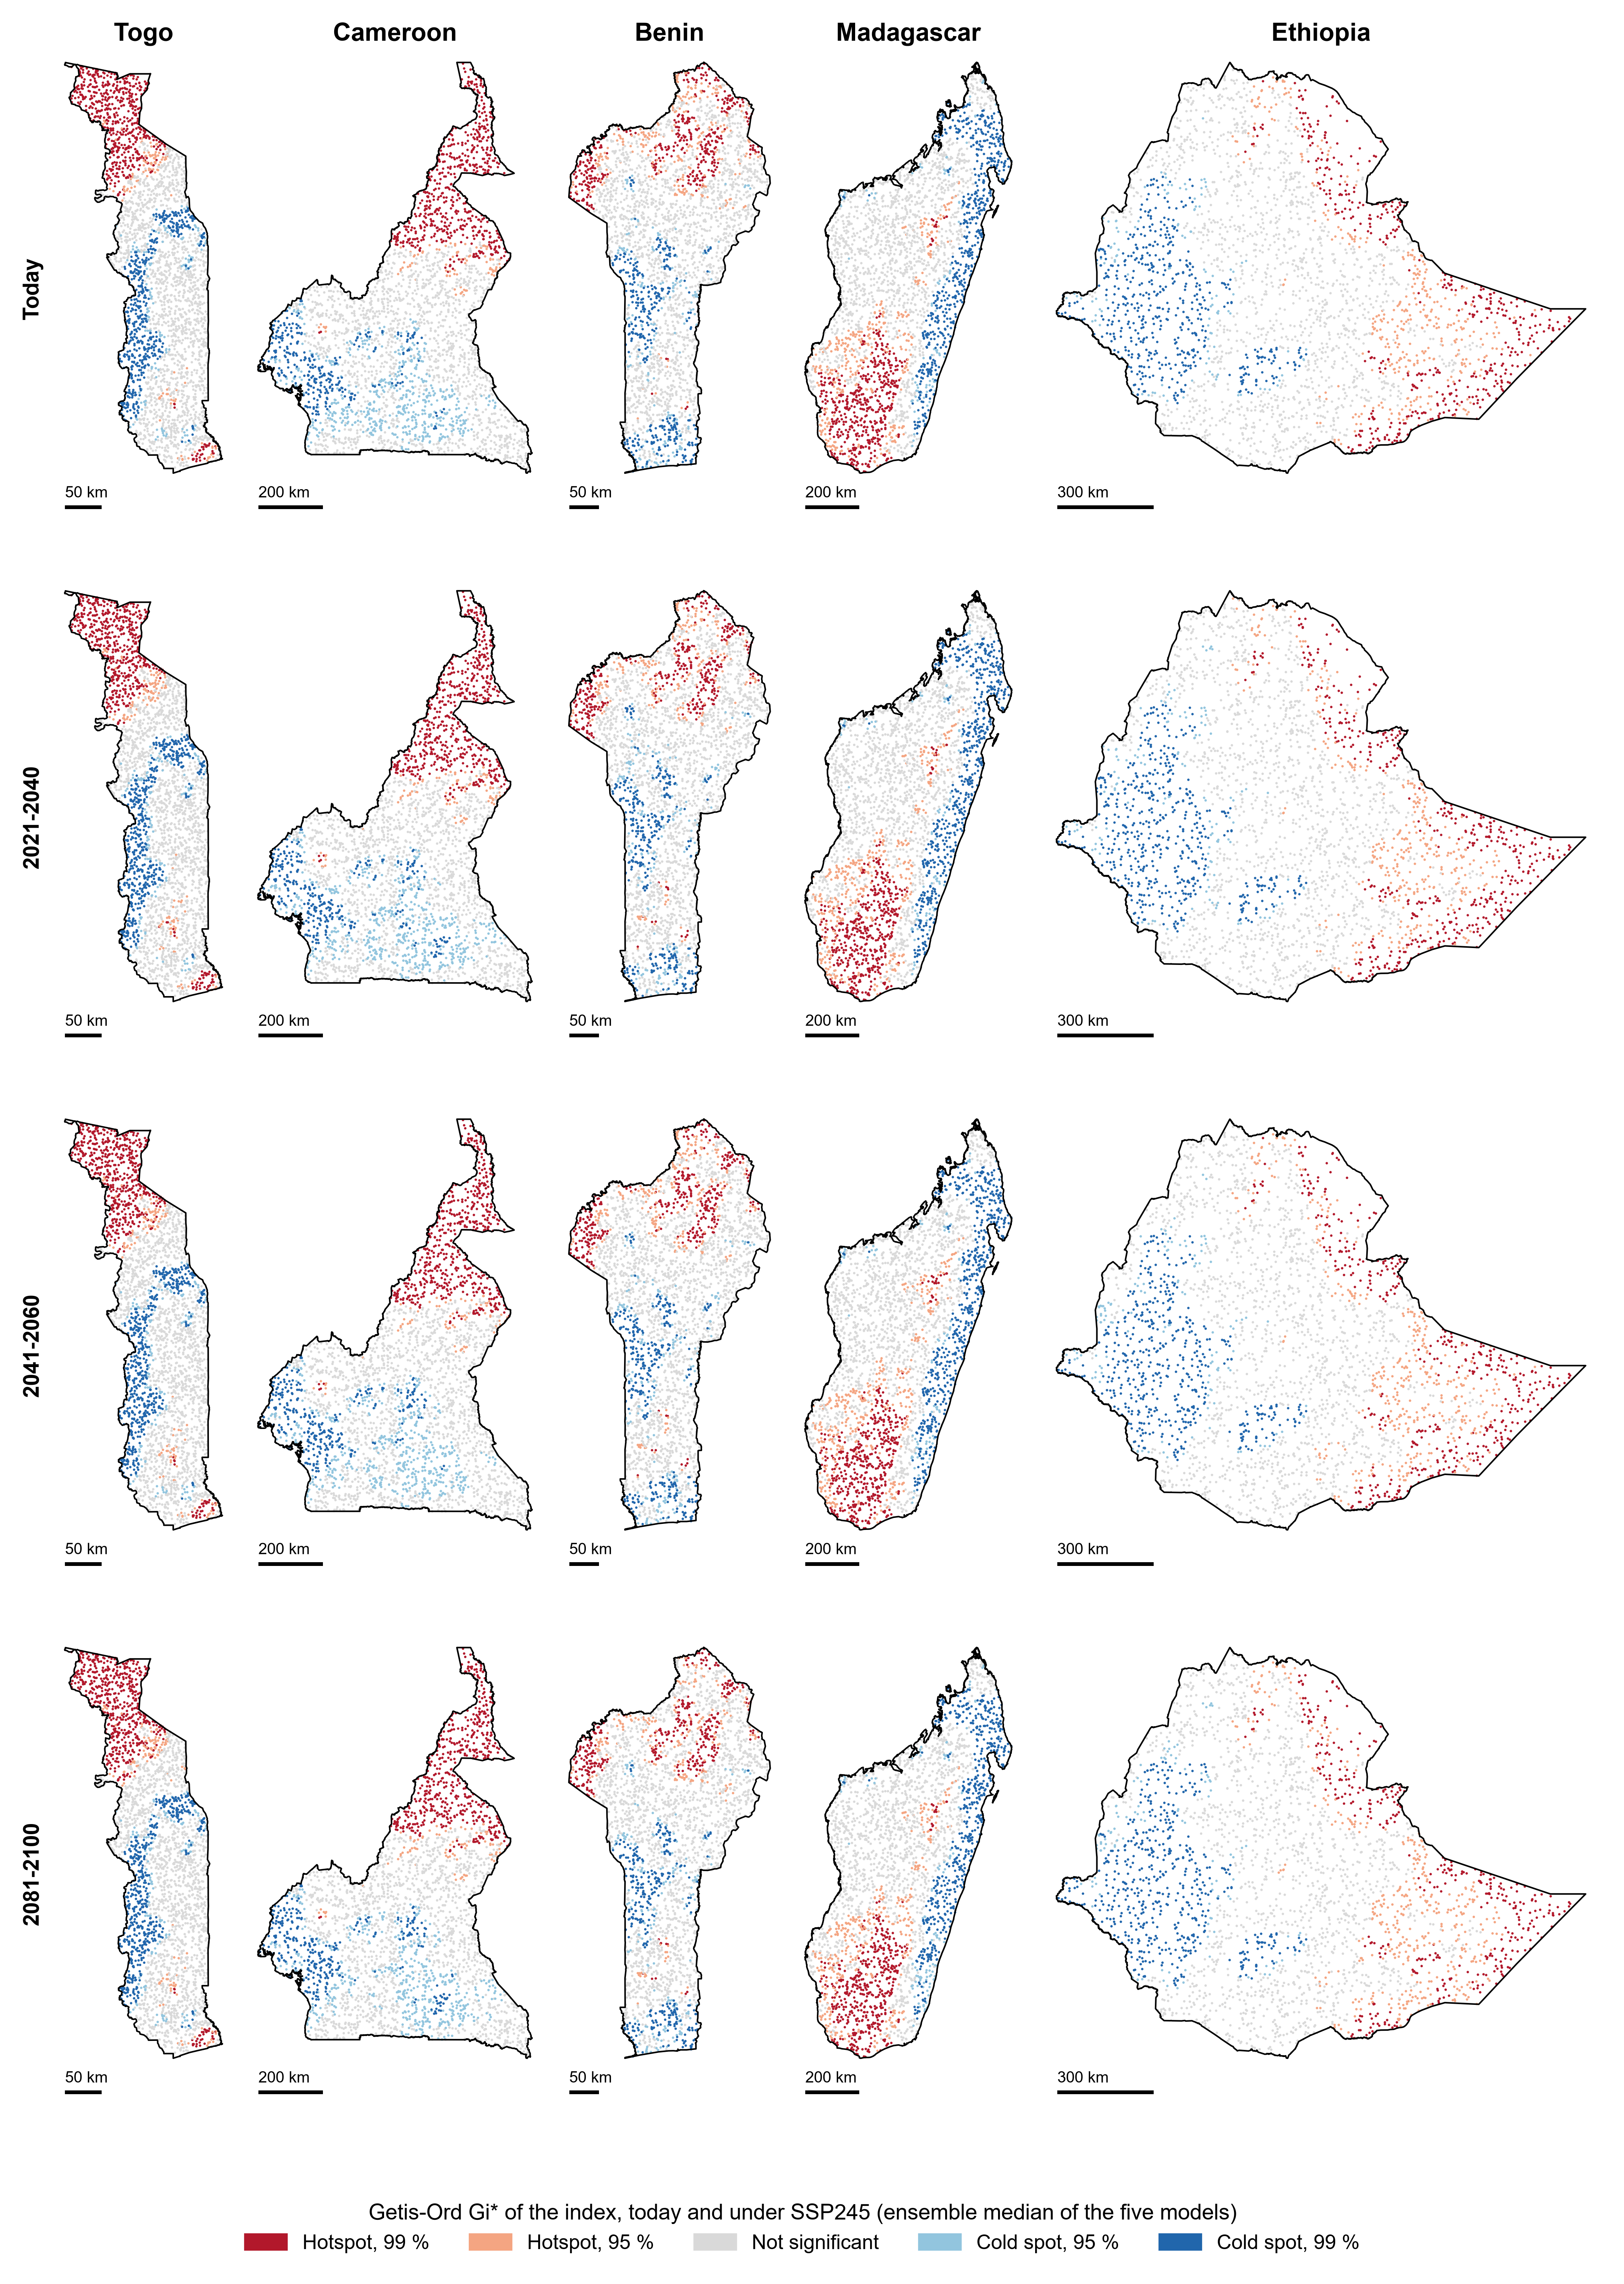 Togo Cameroon Benin Madagascar Ethiopia
Today
50 km 200 km 50 km 200 km 300 km
2021-2040
50 km 200 km 50 km 200 km 300 km
2041-2060
50 km 200 km 50 km 200 km 300 km
2081-2100
50 km 200 km 50 km 200 km 300 km
Getis-Ord Gi* of the index, today and under SSP245 (ensemble median of the five models)
Hotspot, 99 % Hotspot, 95 % Not significant Cold spot, 95 % Cold spot, 99 %